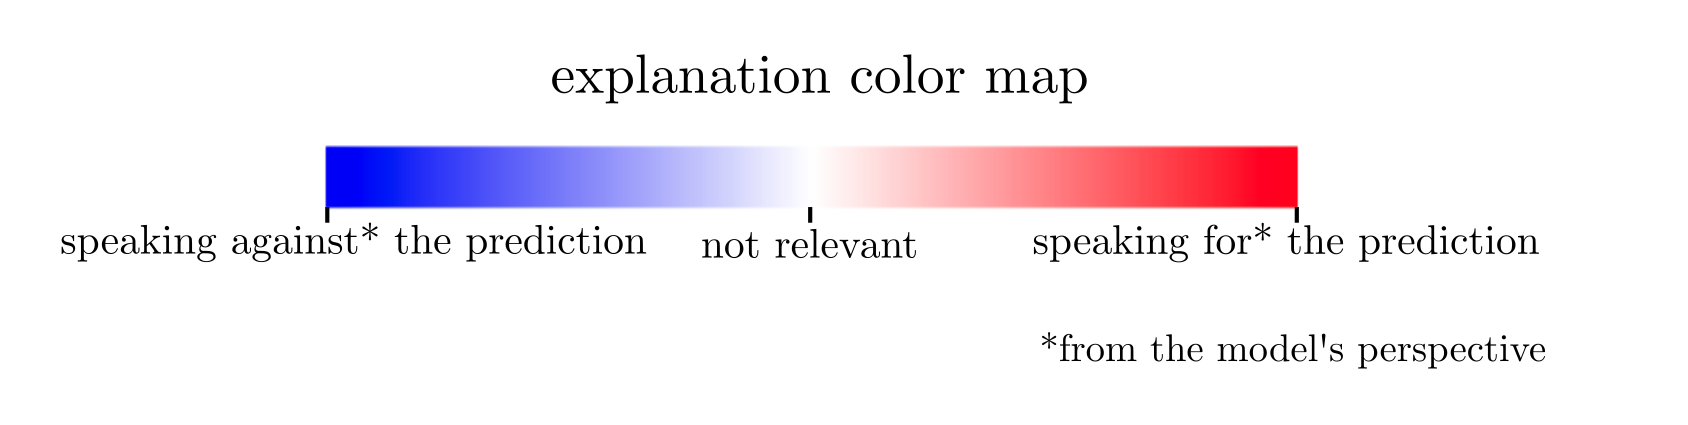 explanation color map
speaking against* the prediction
not relevant
speaking for* the prediction
*from the model's perspective